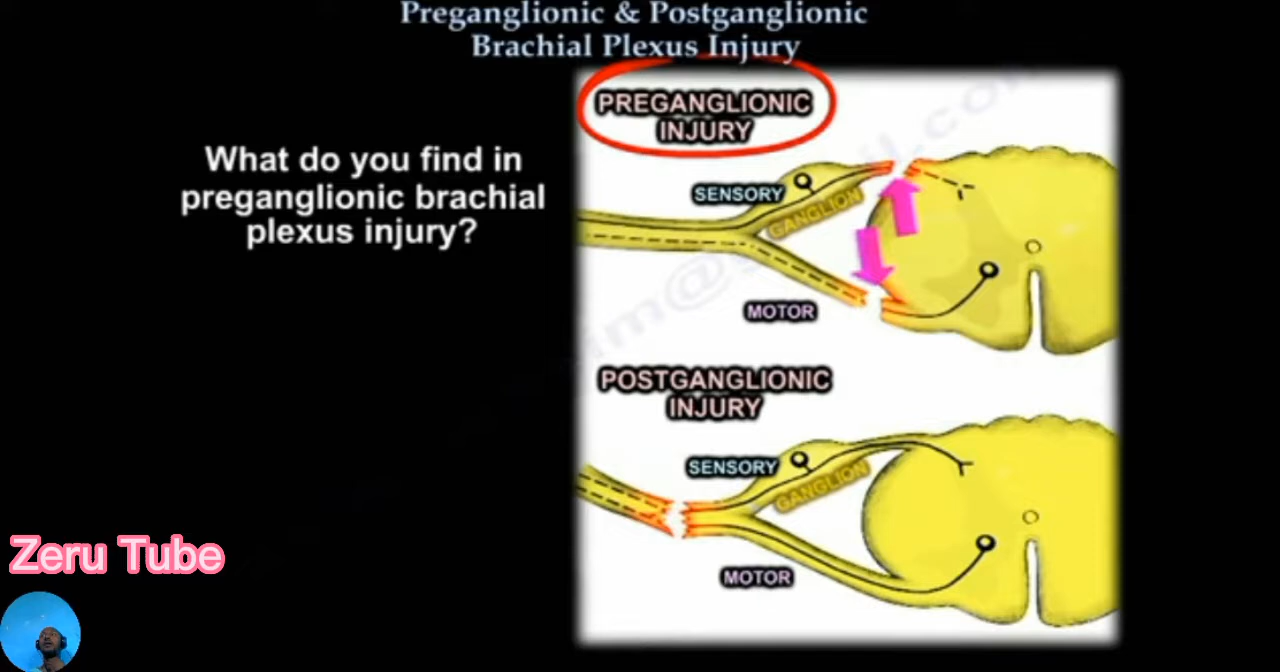 Preganglionic & Postganglionic
Brachial Plexus Injury
What do you find in
preganglionic brachial
plexus injury?
PREGANGLIONIC
INJURY
SENSORY
GANGLION
MOTOR
POSTGANGLIONIC
INJURY
SENSORY
GANGLION
MOTOR
Zeru Tube